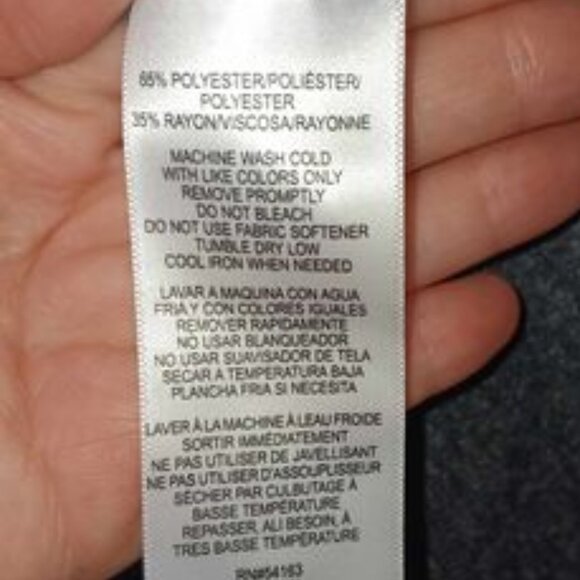 65% POLYESTER/POLIÉSTER/
POLYESTER
35% RAYON/VISCOSA/RAYONNE
MACHINE WASH COLD
WITH LIKE COLORS ONLY
REMOVE PROMPTLY
DO NOT BLEACH
DO NOT USE FABRIC SOFTENER
TUMBLE DRY LOW
COOL IRON WHEN NEEDED
LAVAR A MAQUINA CON AGUA
FRIA Y CON COLORES IGUALES
REMOVER RAPIDAMENTE
NO USAR BLANQUEADOR
NO USAR SUAVISADOR DE TELA
SECAR A TEMPERATURA BAJA
PLANCHA FRIA SI NECESITA
LAVER À LA MACHINE À LEAU FROIDE
SORTIR IMMÉDIATEMENT
NE PAS UTILISER DE JAVELLISANT
NE PAS UTILISER D'ASSOUPLISSEUR
SÉCHER PAR CULBUTAGE À
BASSE TEMPÉRATURE
REPASSER, ALI BESOIN, À
TRES BASSE TEMPÉRATURE
RN#54163